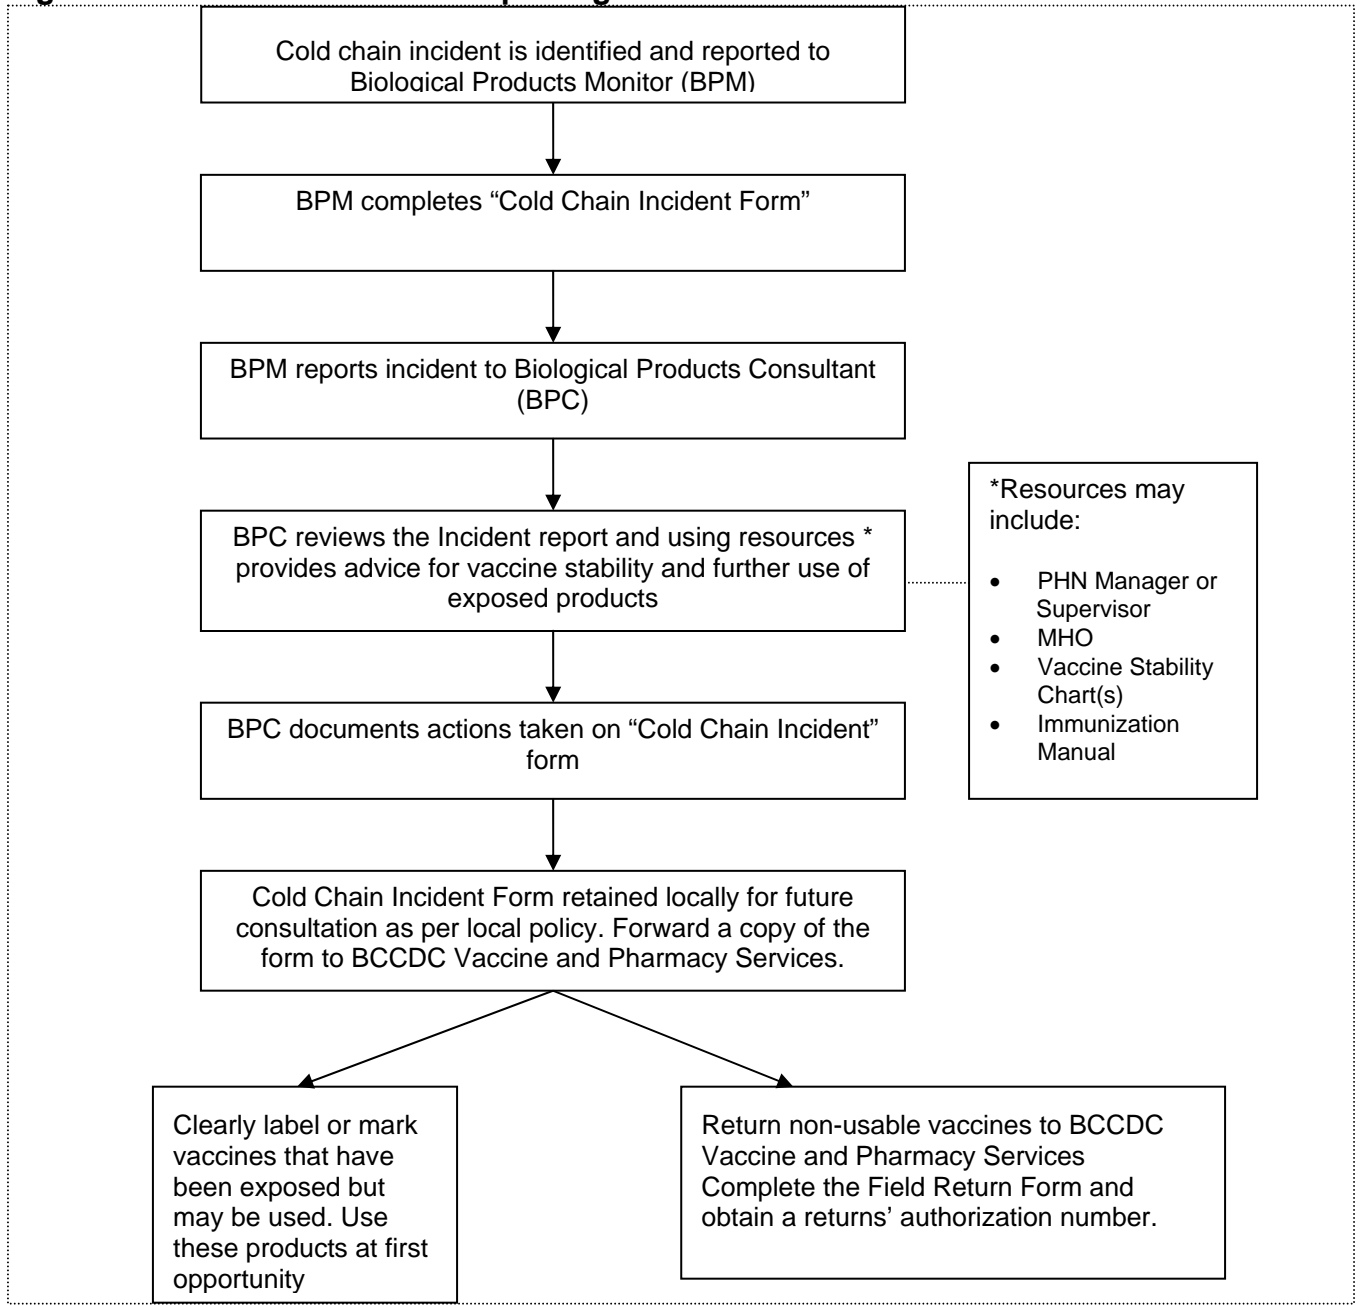 Cold chain incident is identified and reported to
Biological Products Monitor (BPM)
BPM completes “Cold Chain Incident Form”
BPM reports incident to Biological Products Consultant
(BPC)
BPC reviews the Incident report and using resources *
provides advice for vaccine stability and further use of
exposed products
*Resources may
include:
• PHN Manager or
Supervisor
• MHO
• Vaccine Stability
Chart(s)
• Immunization
Manual
BPC documents actions taken on “Cold Chain Incident”
form
Cold Chain Incident Form retained locally for future
consultation as per local policy. Forward a copy of the
form to BCCDC Vaccine and Pharmacy Services.
Clearly label or mark
vaccines that have
been exposed but
may be used. Use
these products at first
opportunity
Return non-usable vaccines to BCCDC
Vaccine and Pharmacy Services
Complete the Field Return Form and
obtain a returns’ authorization number.